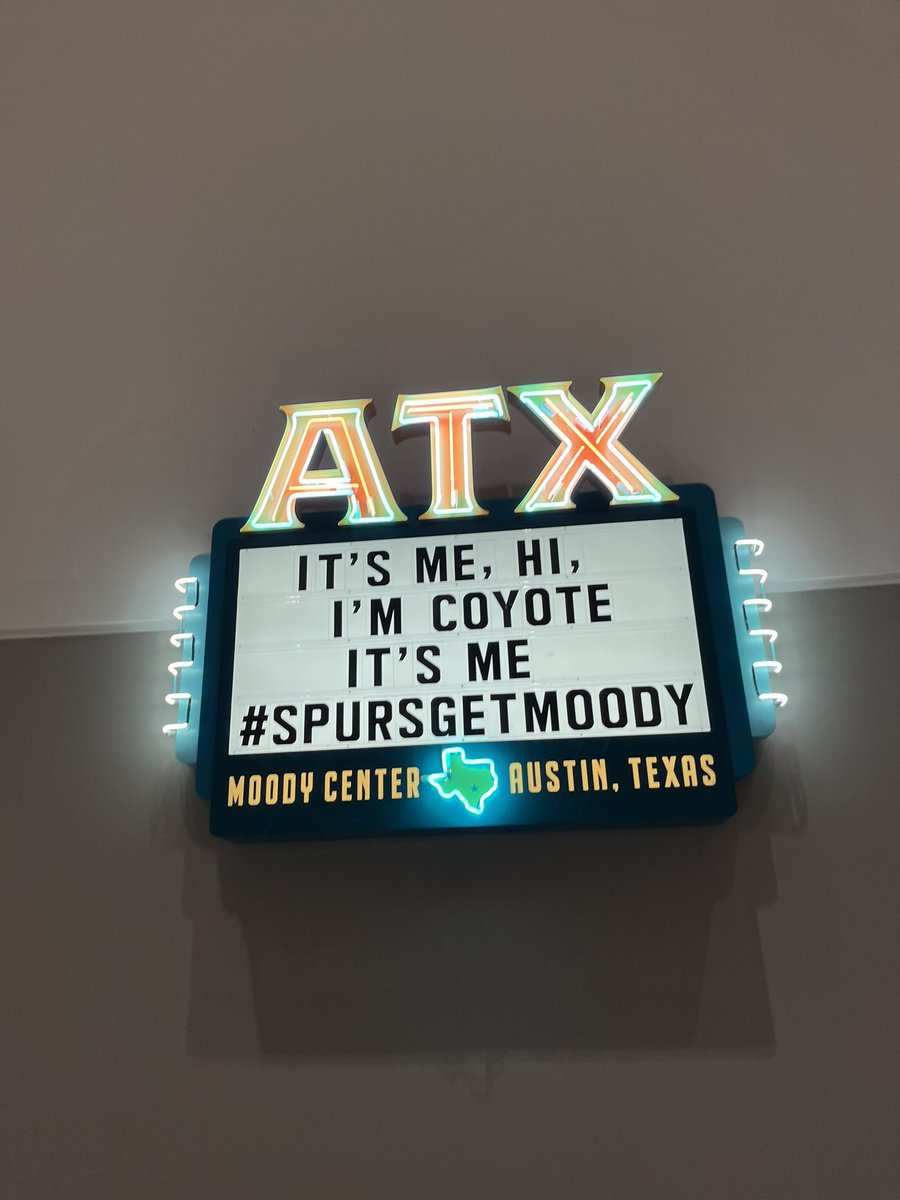 ATX
IT'S ME, HI,
I'M COYOTE
IT'S ME
#SPURSGETMOODY
MOODY CENTER AUSTIN, TEXAS